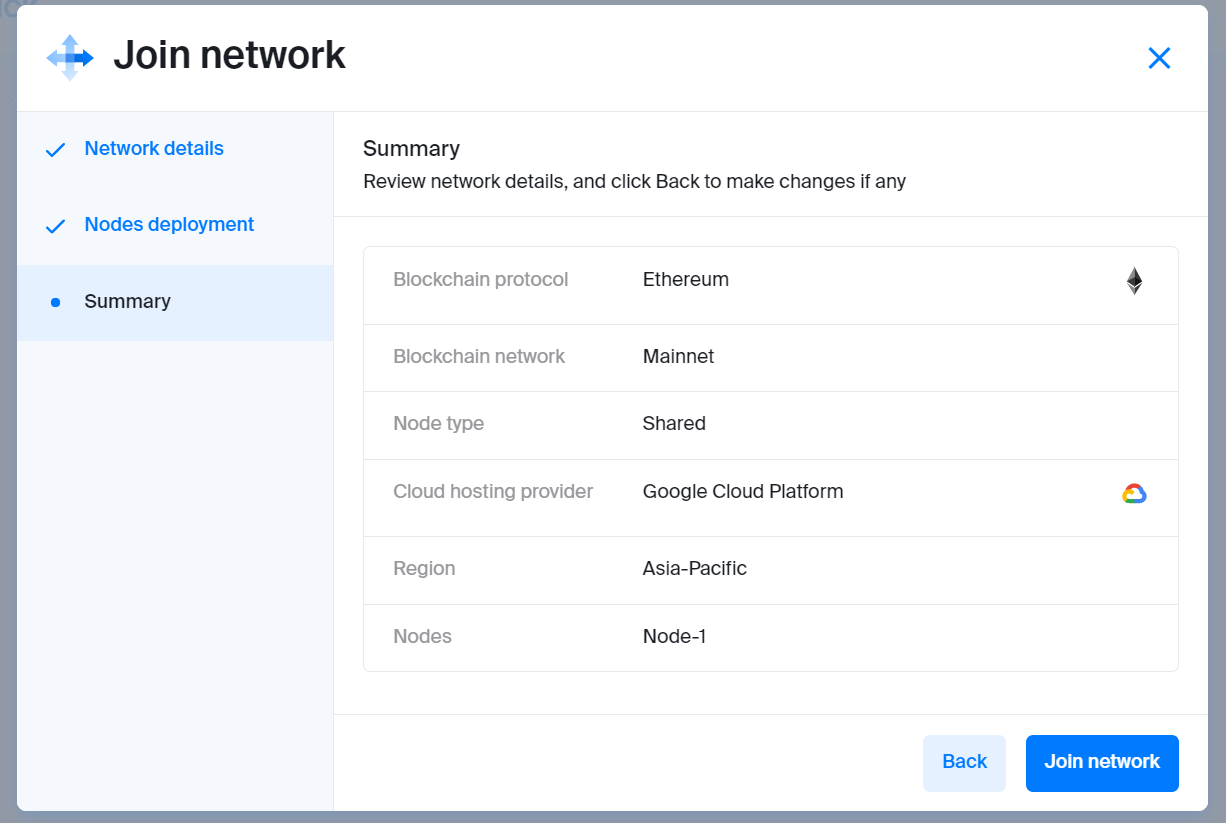 Join network
Network details
Nodes deployment
Summary
Summary
Review network details, and click Back to make changes if any
Blockchain protocol Ethereum
Blockchain network Mainnet
Node type Shared
Cloud hosting provider Google Cloud Platform
Region Asia-Pacific
Nodes Node-1
Back Join network